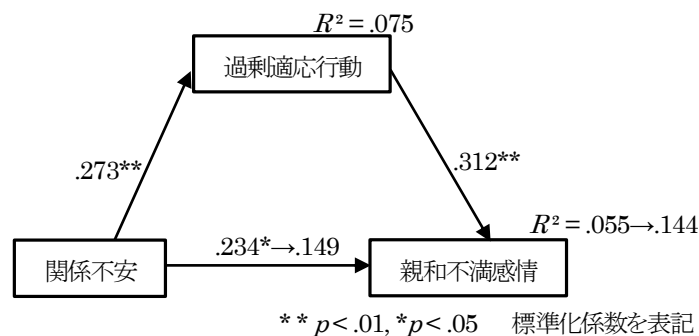 R² = .075
過剰適応行動
.273**
.312**
R² = .055→.144
関係不安
.234*→.149
親和不満感情
** p< .01, *p< .05 標準化係数を表記